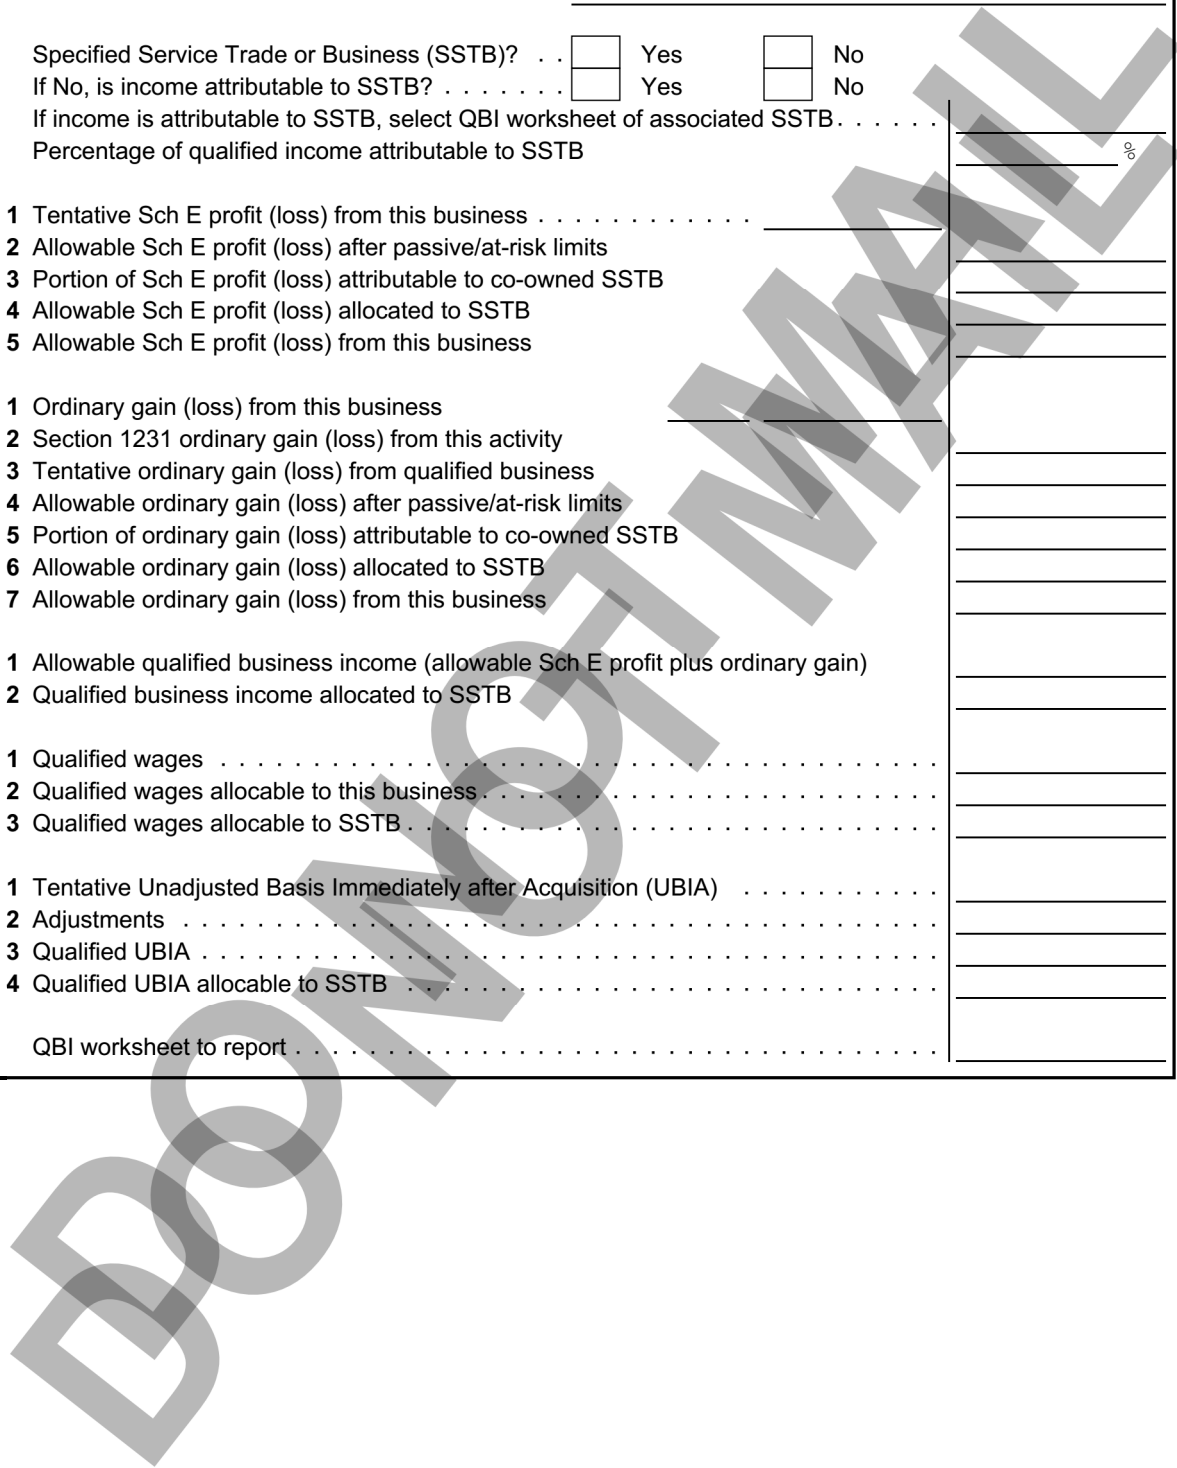 Specified Service Trade or Business (SSTB)? . . Yes No
If No, is income attributable to SSTB? . . . . . . . Yes No
If income is attributable to SSTB, select QBI worksheet of associated SSTB . . . . . .
Percentage of qualified income attributable to SSTB %
1 Tentative Sch E profit (loss) from this business . . . . . . . . . . . .
2 Allowable Sch E profit (loss) after passive/at-risk limits
3 Portion of Sch E profit (loss) attributable to co-owned SSTB
4 Allowable Sch E profit (loss) allocated to SSTB
5 Allowable Sch E profit (loss) from this business
1 Ordinary gain (loss) from this business
2 Section 1231 ordinary gain (loss) from this activity
3 Tentative ordinary gain (loss) from qualified business
4 Allowable ordinary gain (loss) after passive/at-risk limits
5 Portion of ordinary gain (loss) attributable to co-owned SSTB
6 Allowable ordinary gain (loss) allocated to SSTB
7 Allowable ordinary gain (loss) from this business
1 Allowable qualified business income (allowable Sch E profit plus ordinary gain)
2 Qualified business income allocated to SSTB
1 Qualified wages . . . . . . . . . . . . . . . . . . . . . . . . . . . . . . . . . . . . . . .
2 Qualified wages allocable to this business . . . . . . . . . . . . . . . . . . . . . . . . .
3 Qualified wages allocable to SSTB . . . . . . . . . . . . . . . . . . . . . . . . . . . . .
1 Tentative Unadjusted Basis Immediately after Acquisition (UBIA) . . . . . . . . . . .
2 Adjustments . . . . . . . . . . . . . . . . . . . . . . . . . . . . . . . . . . . . . . . . .
3 Qualified UBIA . . . . . . . . . . . . . . . . . . . . . . . . . . . . . . . . . . . . . . . .
4 Qualified UBIA allocable to SSTB . . . . . . . . . . . . . . . . . . . . . . . . . . . . .
QBI worksheet to report . . . . . . . . . . . . . . . . . . . . . . . . . . . . . . . . . . .
DO NOT MAIL
DO NOT MAIL